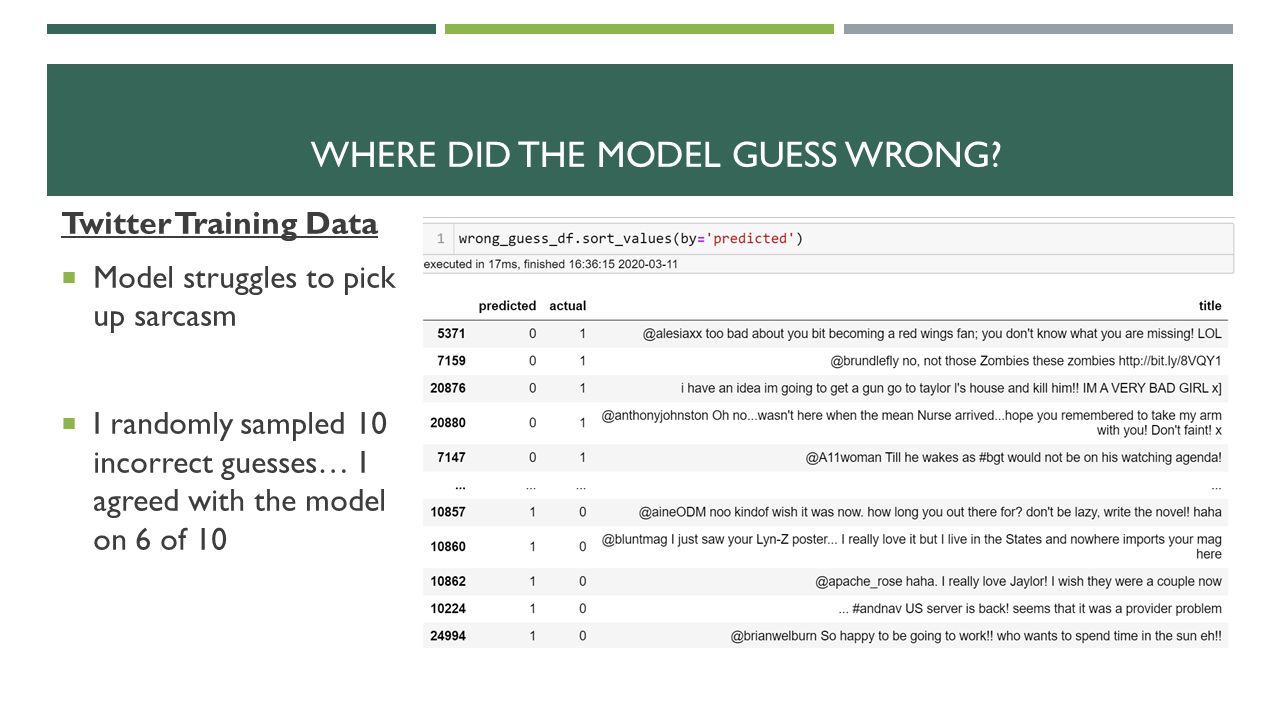 WHERE DID THE MODEL GUESS WRONG?
Twitter Training Data
Model struggles to pick
up sarcasm
I randomly sampled 10
incorrect guesses… I
agreed with the model
on 6 of 10
1 wrong_guess_df.sort_values(by='predicted')
executed in 17ms, finished 16:36:15 2020-03-11
predicted actual title
5371 0 1 @alesiaxx too bad about you bit becoming a red wings fan; you don't know what you are missing! LOL
7159 0 1 @brundlefly no, not those Zombies these zombies http://bit.ly/8VQY1
20876 0 1 i have an idea im going to get a gun go to taylor l's house and kill him!! IM A VERY BAD GIRL x]
20880 0 1 @anthonyjohnston Oh no...wasn't here when the mean Nurse arrived...hope you remembered to take my arm
with you! Don't faint! x
7147 0 1 @A11woman Till he wakes as #bgt would not be on his watching agenda!
... ... ... ...
10857 1 0 @aineODM noo kindof wish it was now. how long you out there for? don't be lazy, write the novel! haha
10860 1 0 @bluntmag I just saw your Lyn-Z poster... I really love it but I live in the States and nowhere imports your mag
here
10862 1 0 @apache_rose haha. I really love Jaylor! I wish they were a couple now
10224 1 0 ... #andnav US server is back! seems that it was a provider problem
24994 1 0 @brianwelburn So happy to be going to work!! who wants to spend time in the sun eh!!